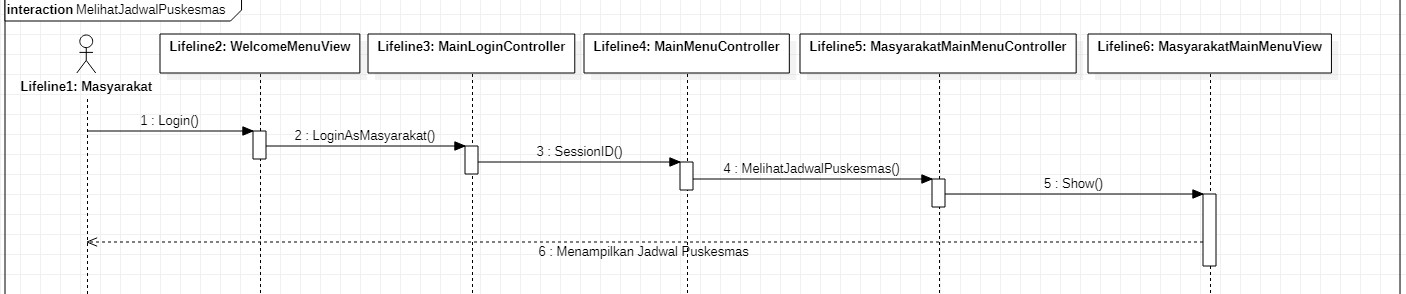 interaction MelihatJadwalPuskesmas
Lifeline1: Masyarakat
Lifeline2: WelcomeMenuView
Lifeline3: MainLoginController
Lifeline4: MainMenuController
Lifeline5: MasyarakatMainMenuController
Lifeline6: MasyarakatMainMenuView
1 : Login()
2 : LoginAsMasyarakat()
3 : SessionID()
4 : MelihatJadwalPuskesmas()
5 : Show()
6 : Menampilkan Jadwal Puskesmas